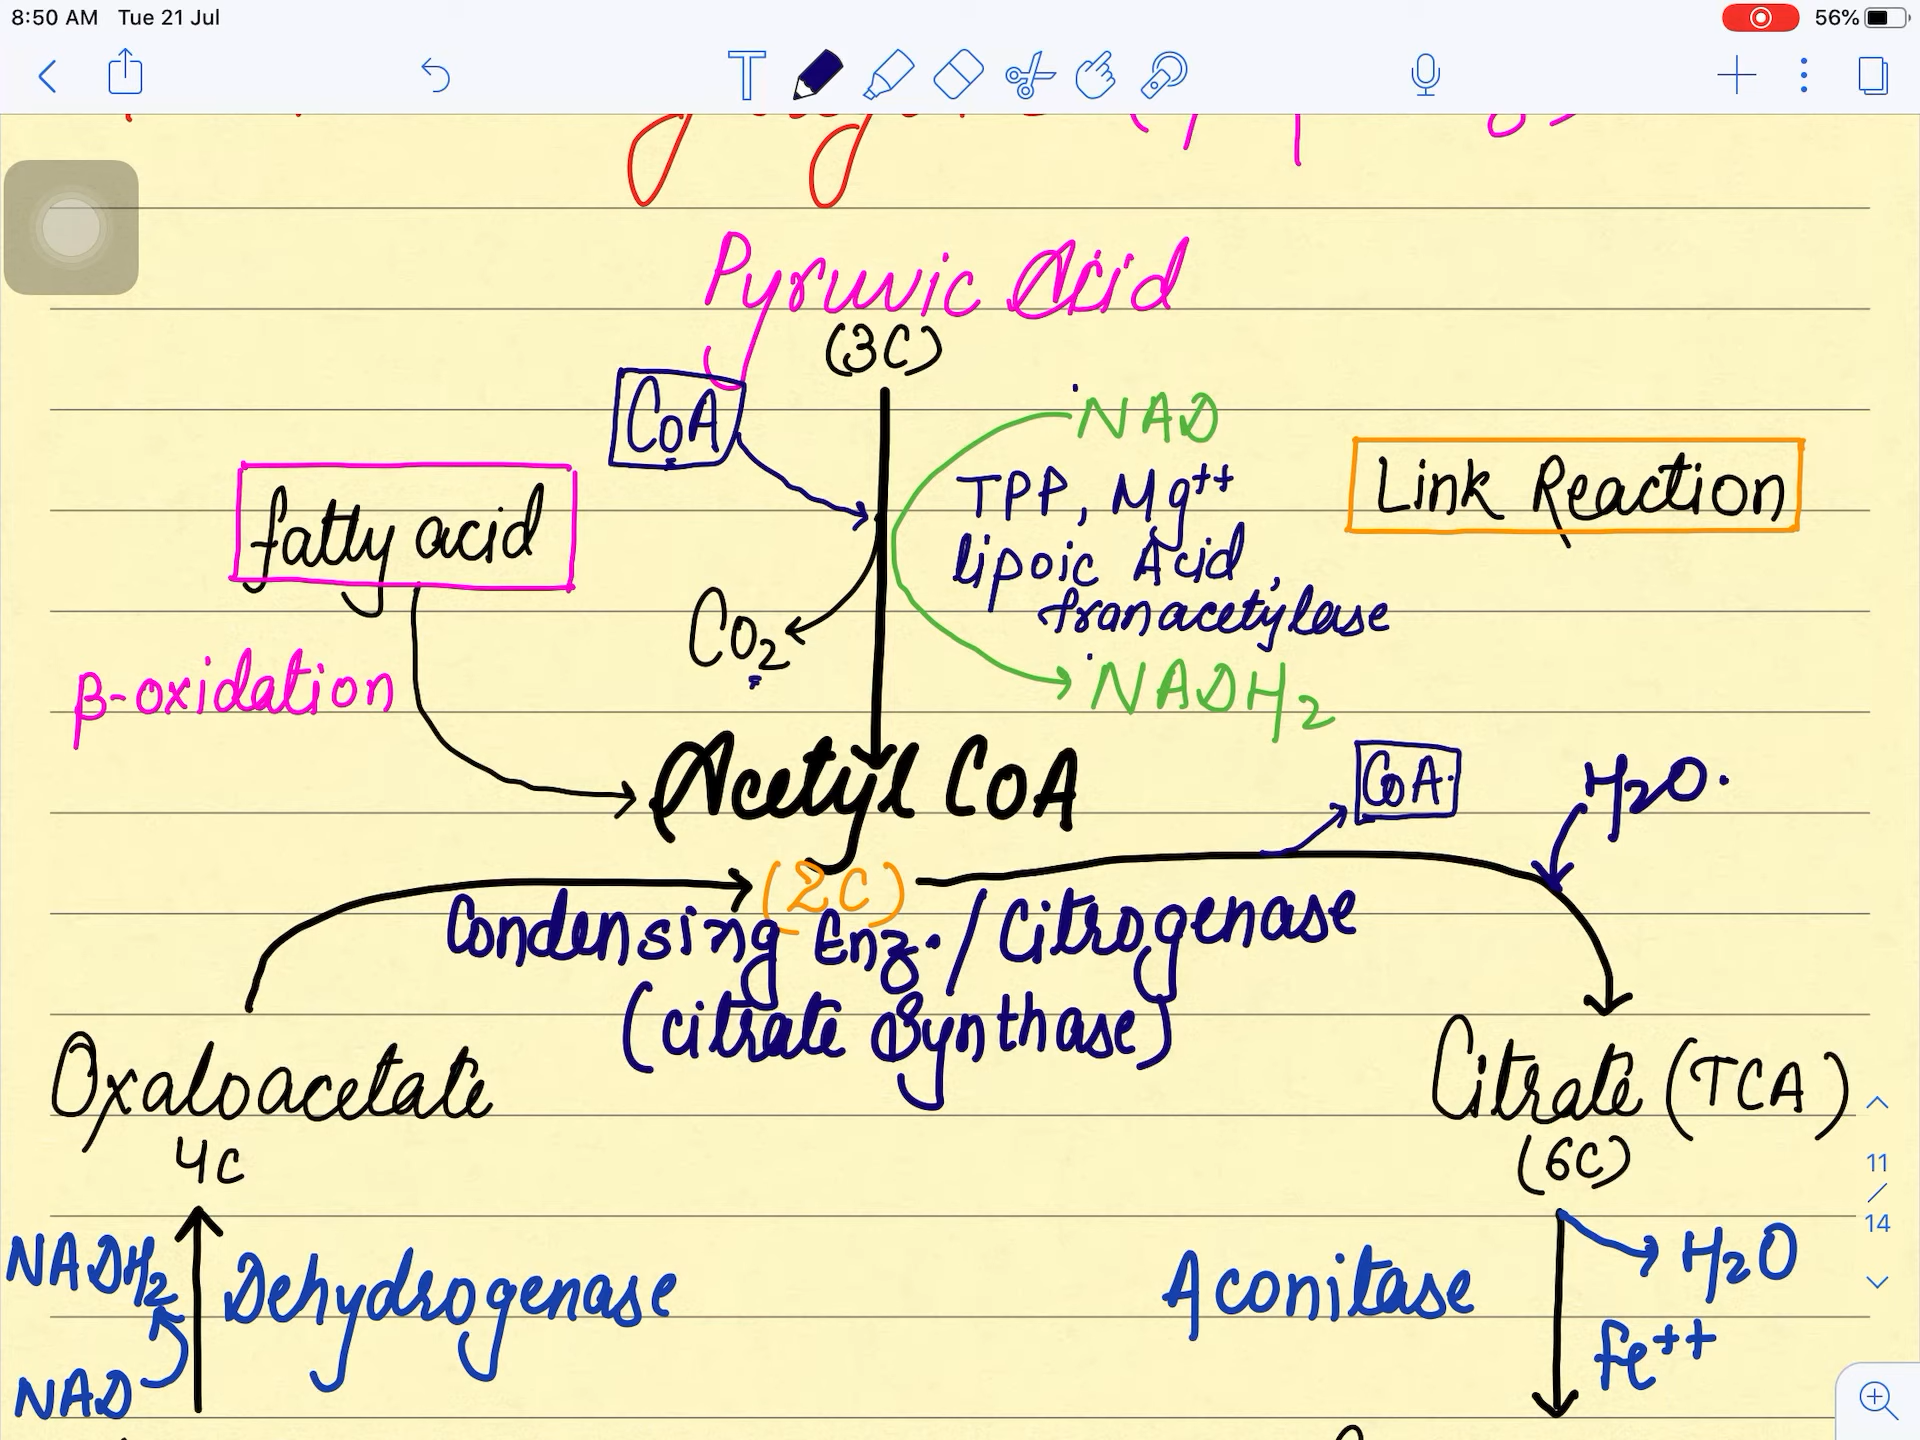 8:50 AM Tue 21 Jul
56%
Pyruvic Acid
(3C)
CoA
NAD
fatty acid
TPP, Mg++
Link Reaction
lipoic Acid,
tranacetylase
CO2
β-oxidation
NADH2
Acetyl CoA
CoA.
H2O.
(2C)
Condensing Enz./Citrogenase
(citrate Synthase)
Oxaloacetate
4C
Citrate (TCA)
(6C)
11
/
14
NADH2
Dehydrogenase
Aconitase
H2O
Fe++
NAD